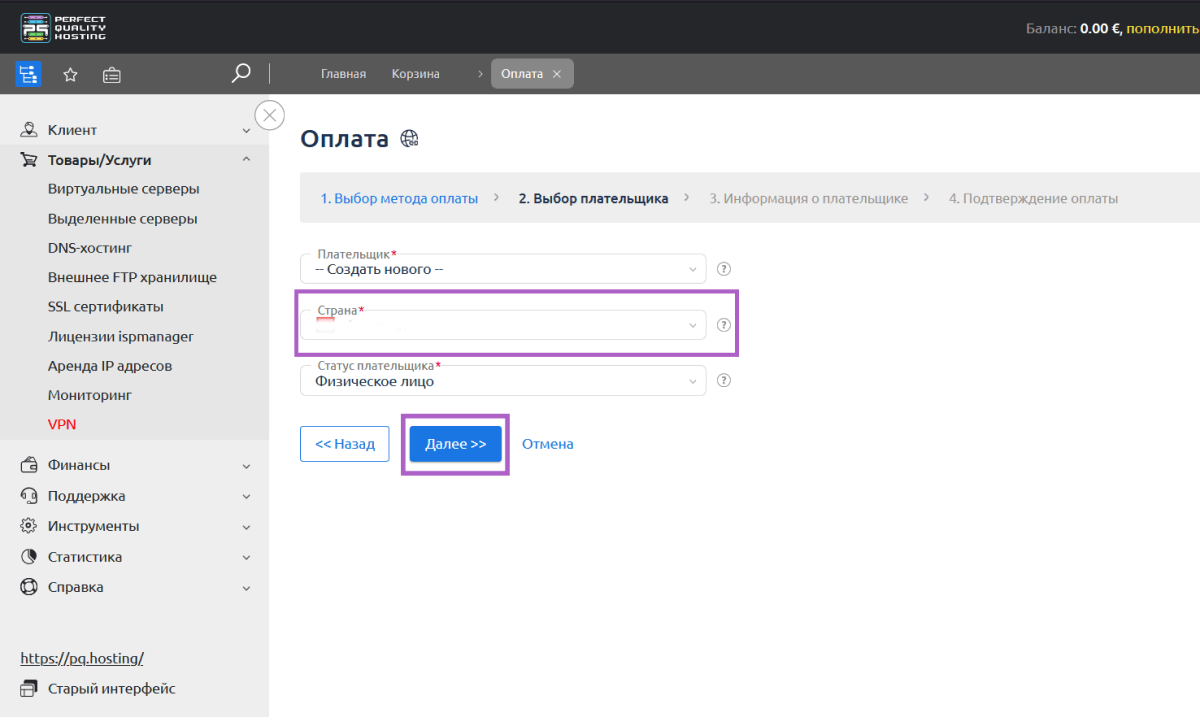 PERFECT
QUALITY
HOSTING
Баланс: 0.00 €, пополнить
Главная
Корзина
Оплата
Клиент
Товары/Услуги
Виртуальные серверы
Выделенные серверы
DNS-хостинг
Внешнее FTP хранилище
SSL сертификаты
Лицензии ispmanager
Аренда IP адресов
Мониторинг
VPN
Финансы
Поддержка
Инструменты
Статистика
Справка
https://pq.hosting/
Старый интерфейс
Оплата
1. Выбор метода оплаты
2. Выбор плательщика
3. Информация о плательщике
4. Подтверждение оплаты
Плательщик*
-- Создать нового --
Страна*
Статус плательщика*
Физическое лицо
<< Назад
Далее >>
Отмена